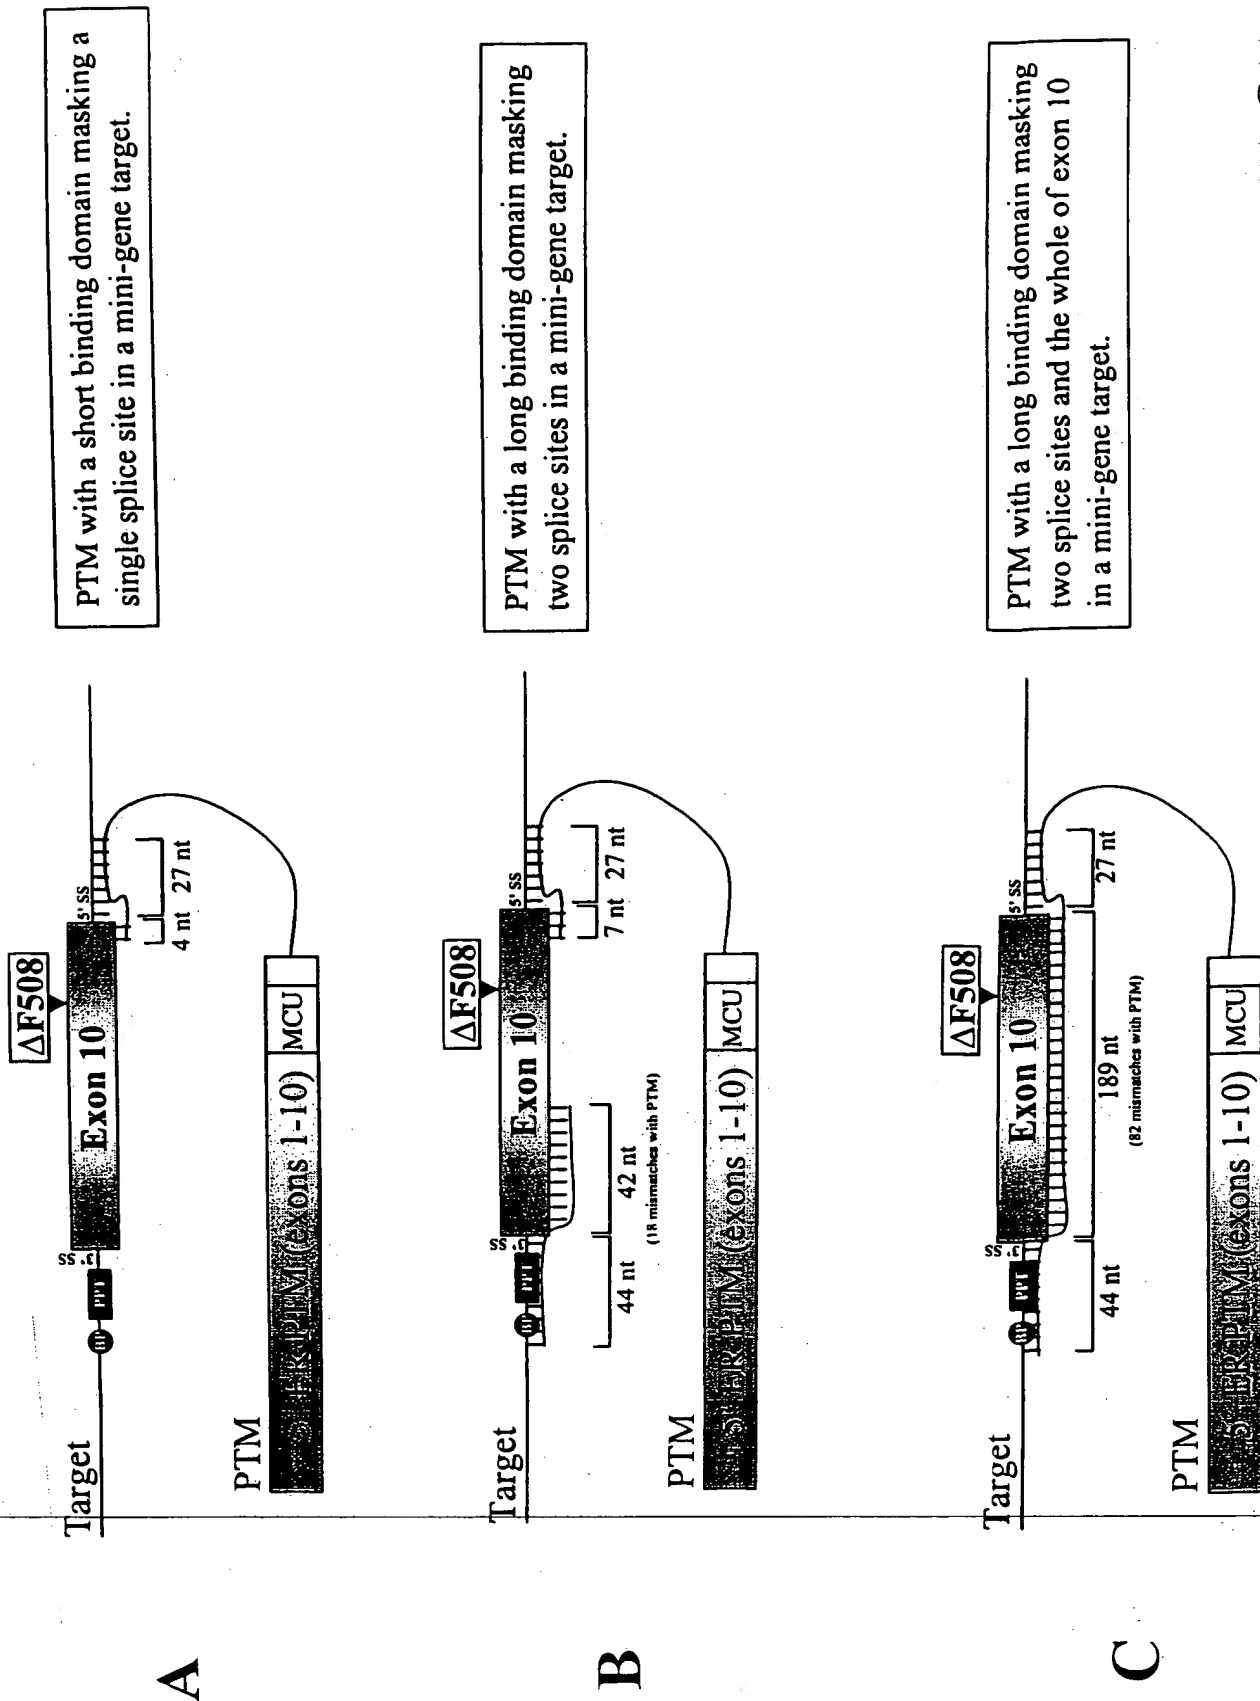 A
Target
BP
PPT
3' SS
Exon 10
ΔF508
5' SS
4 nt 27 nt
PTM
5' ER PTM (exons 1-10) MCU
PTM with a short binding domain masking a
single splice site in a mini-gene target.
B
Target
BP
PPT
3' SS
Exon 10
ΔF508
5' SS
44 nt
42 nt
(18 mismatches with PTM)
7 nt 27 nt
PTM
5' ER PTM (exons 1-10) MCU
PTM with a long binding domain masking
two splice sites in a mini-gene target.
C
Target
BP
PPT
3' SS
Exon 10
ΔF508
5' SS
44 nt
189 nt
(82 mismatches with PTM)
27 nt
PTM
5' ER PTM (exons 1-10) MCU
PTM with a long binding domain masking
two splice sites and the whole of exon 10
in a mini-gene target.